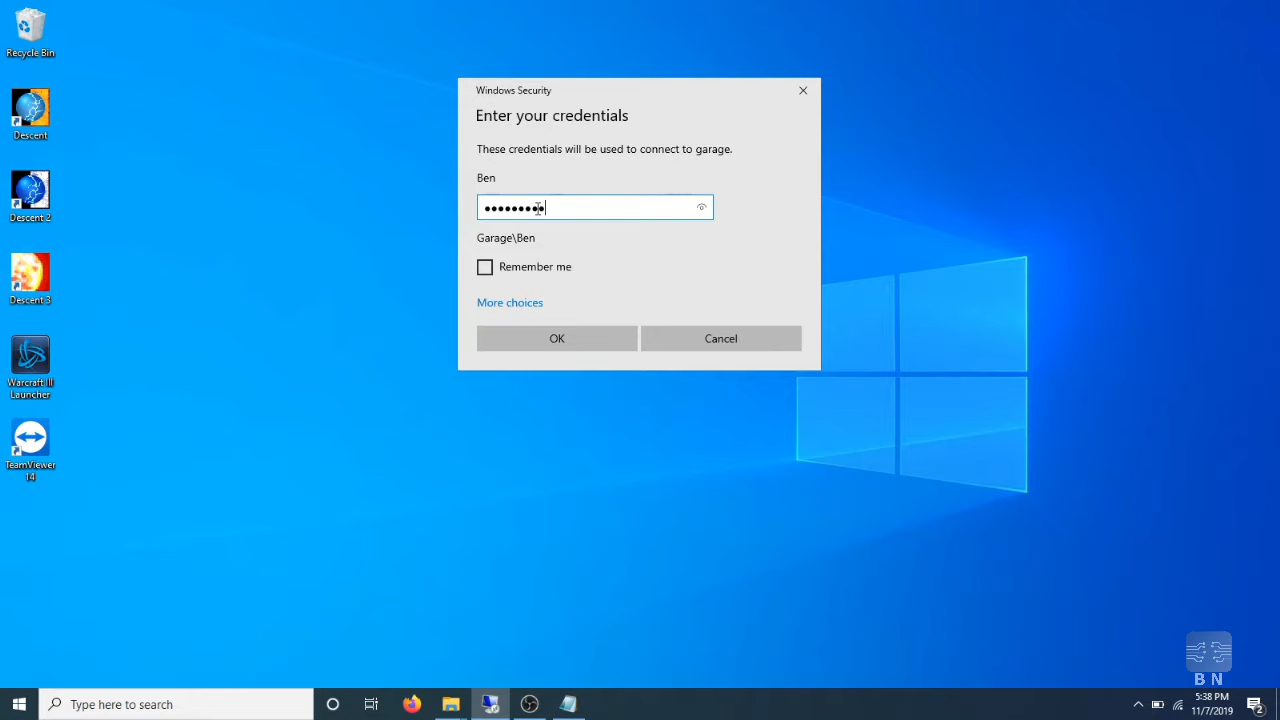 Recycle Bin
Descent
Descent 2
Descent 3
Warcraft III
Launcher
TeamViewer
14
Windows Security
Enter your credentials
These credentials will be used to connect to garage.
Ben
•••••••••
Garage\Ben
Remember me
More choices
OK
Cancel
B N
Type here to search
5:38 PM
11/7/2019
2